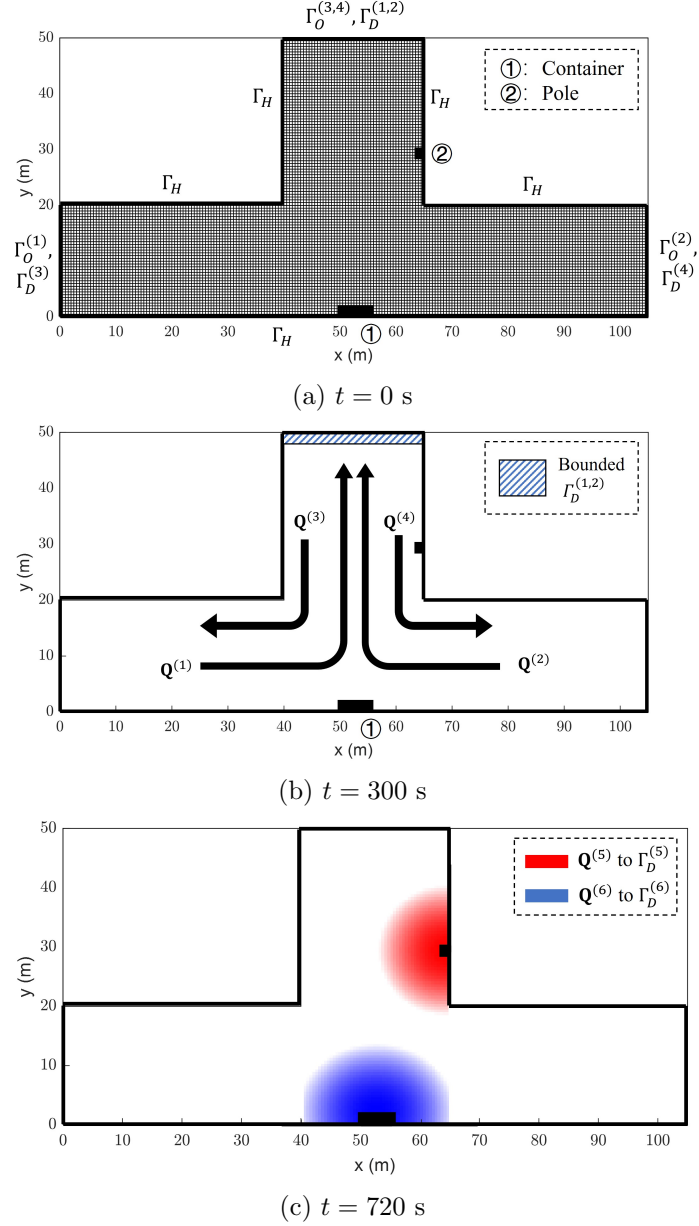 Γ_O^(3,4), Γ_D^(1,2)
50
40
30
20
10
0
y (m)
Γ_H
Γ_H
Γ_H
Γ_H
Γ_H
①: Container
②: Pole
②
Γ_O^(1),
Γ_D^(3)
Γ_O^(2),
Γ_D^(4)
0 10 20 30 40 50 60 70 80 90 100
①
x (m)
(a) t = 0 s
50
40
30
20
10
0
y (m)
Bounded
Γ_D^(1,2)
Q^(3)
Q^(4)
Q^(1)
Q^(2)
0 10 20 30 40 50 60 70 80 90 100
①
x (m)
(b) t = 300 s
50
40
30
20
10
0
y (m)
Q^(5) to Γ_D^(5)
Q^(6) to Γ_D^(6)
0 10 20 30 40 50 60 70 80 90 100
x (m)
(c) t = 720 s